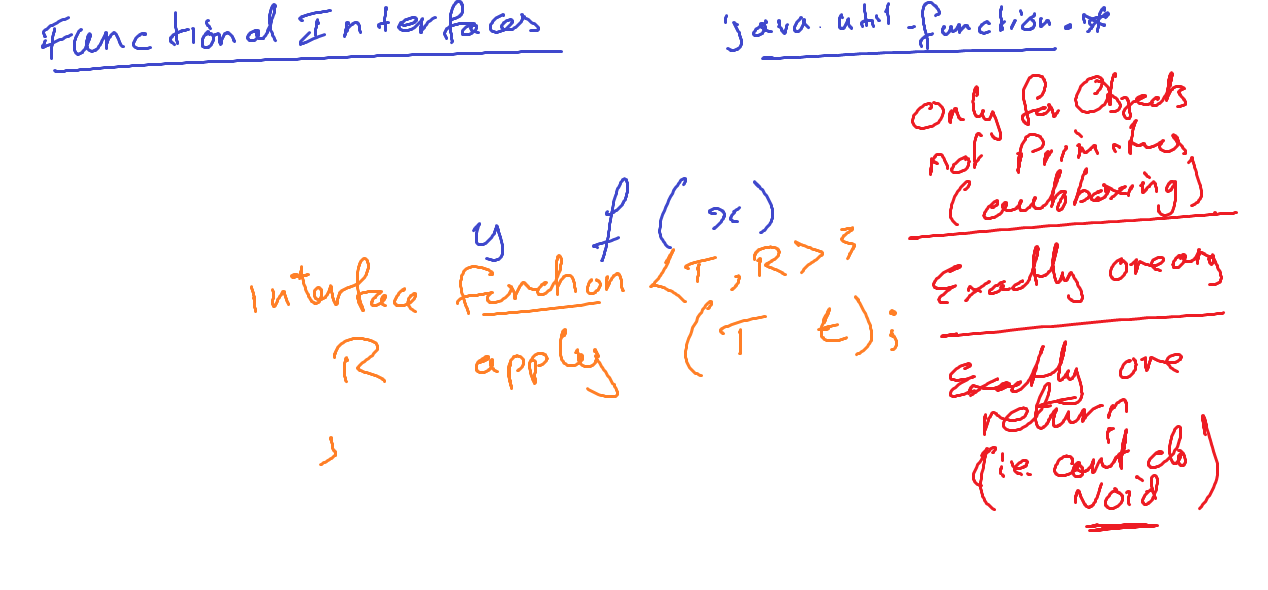 Functional Interfaces
java.util.function.*
Only for Objects
not Primitives
(autoboxing)
y f(x)
interface function <T, R> {
R apply (T t);
}
Exactly one arg
Exactly one
return
(i.e. can't do
void)